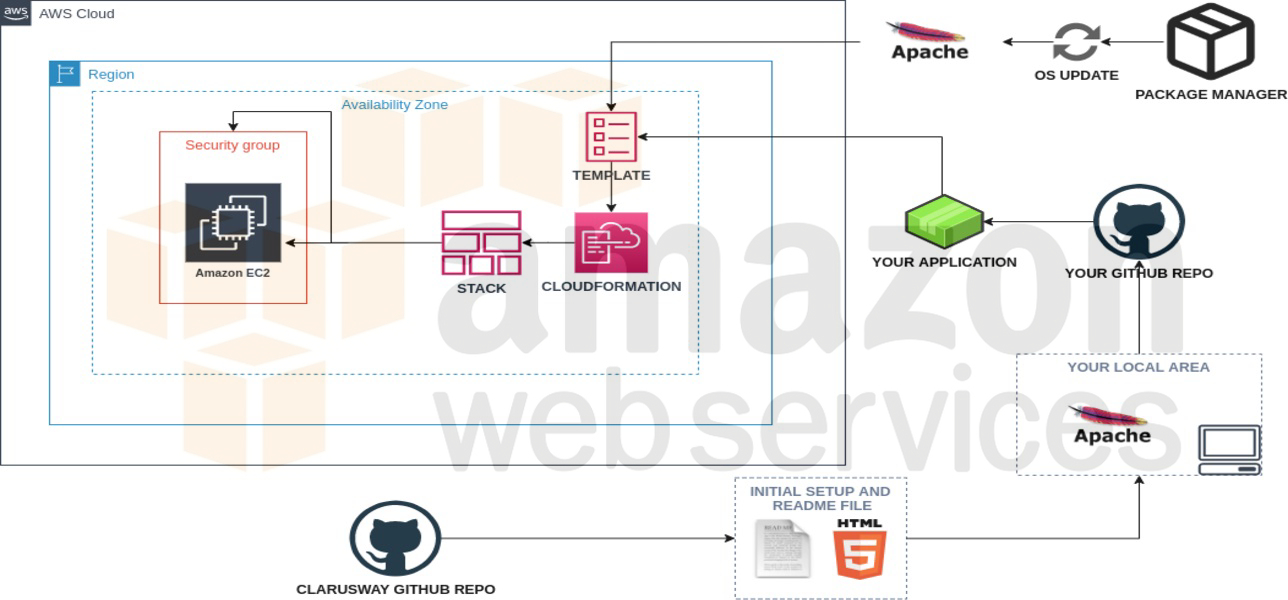 aws
AWS Cloud
Apache
OS UPDATE
PACKAGE MANAGER
Region
Availability Zone
Security group
TEMPLATE
Amazon EC2
STACK
CLOUDFORMATION
YOUR APPLICATION
YOUR GITHUB REPO
amazon
webservices
YOUR LOCAL AREA
Apache
INITIAL SETUP AND
README FILE
README
HTML
5
CLARUSWAY GITHUB REPO